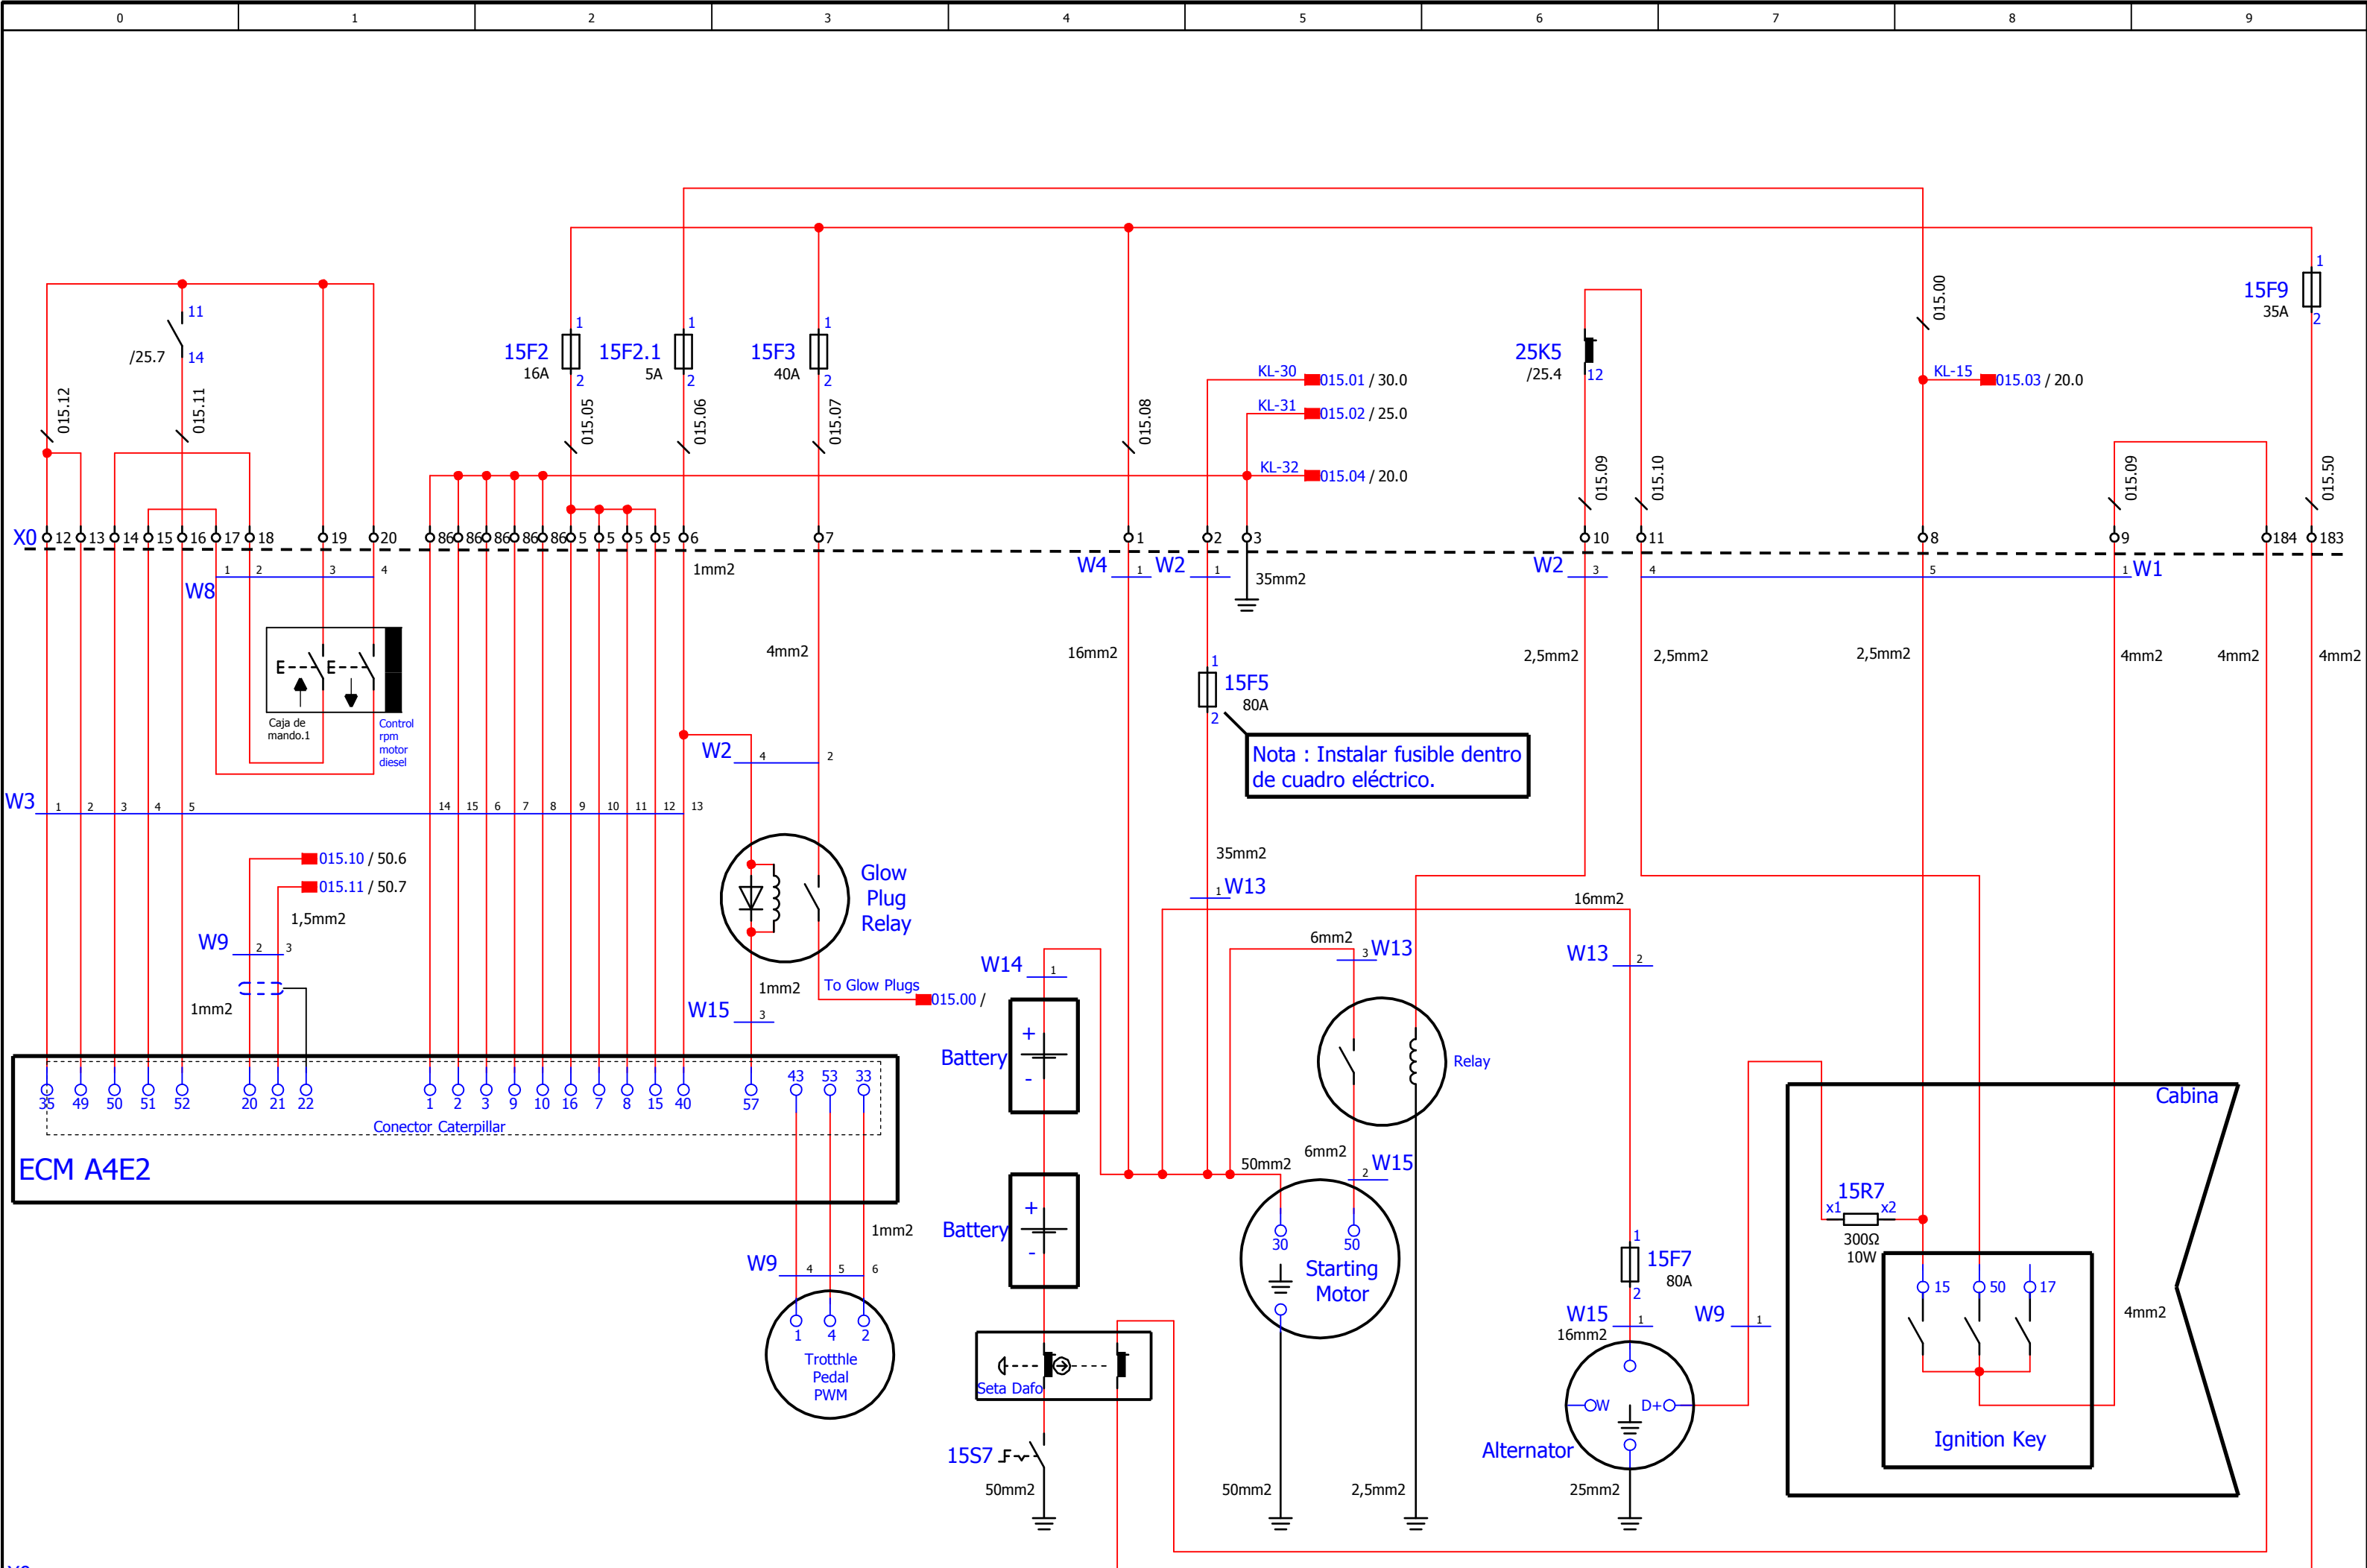 0 1 2 3 4 5 6 7 8 9
015.00
1
11
15F9
35A
2
1 1 1
/25.7 14
15F2 15F2.1 15F3
16A 5A 40A
2 2 2
25K5
/25.4 12
KL-30 015.01 / 30.0
KL-15 015.03 / 20.0
KL-31 015.02 / 25.0
015.12 015.11 015.05 015.06 015.07 015.08
KL-32 015.04 / 20.0
015.09 015.10 015.09 015.50
X0 12 13 14 15 16 17 18 19 20 86 86 86 86 86 5 5 5 5 6 7 1 2 3 10 11 8 9 184 183
1mm2
W8 1 2 3 4
W4 1 W2 1 35mm2 W2 3 4 5 1 W1
4mm2 16mm2 2,5mm2 2,5mm2 2,5mm2 4mm2 4mm2 4mm2
E E
Caja de
mando.1
Control
rpm
motor
diesel
1
15F5
80A
2
Nota : Instalar fusible dentro
de cuadro eléctrico.
W2 4 2
W3 1 2 3 4 5 14 15 6 7 8 9 10 11 12 13
015.10 / 50.6
015.11 / 50.7
1,5mm2
W9 2 3
1mm2
Glow
Plug
Relay
35mm2
1 W13
16mm2
6mm2
3 W13
W13 2
W14 1
1mm2 To Glow Plugs 015.00 /
W15 3
+
Battery
-
Relay
Cabina
43 53 33
35 49 50 51 52 20 21 22 1 2 3 9 10 16 7 8 15 40 57
Conector Caterpillar
ECM A4E2
6mm2
50mm2
2 W15
+
Battery
-
1mm2
W9 4 5 6
30 50
Starting
Motor
15R7
x1 x2
300Ω
10W
1
15F7
80A
2
15 50 17
W15 1
16mm2
W9 1
4mm2
1 4 2
Trotthle
Pedal
PWM
Seta Dafo
W D+
Alternator
Ignition Key
15S7
50mm2 50mm2 2,5mm2 25mm2